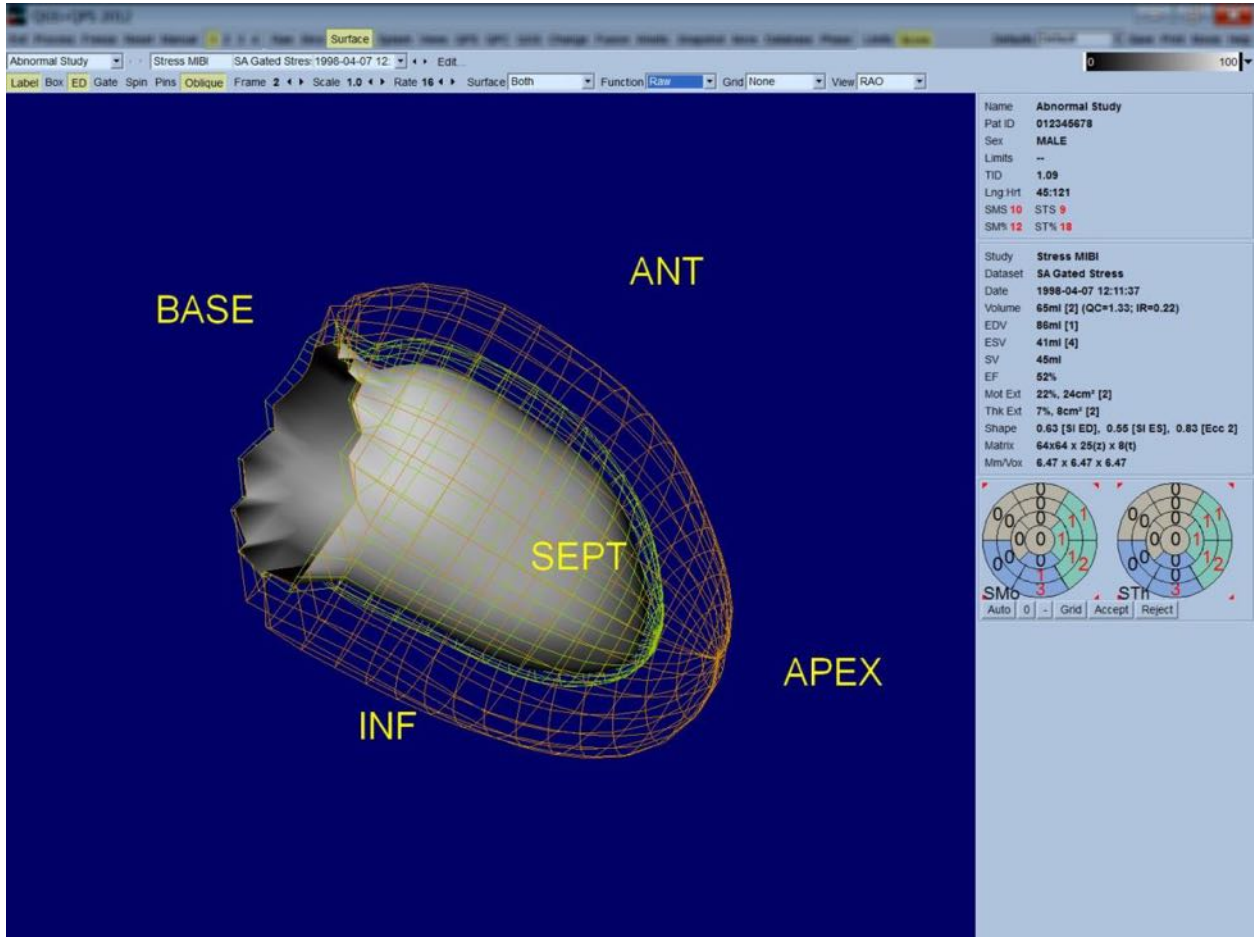 QGS+QPS 2012
Surface
Abnormal Study Stress MIBI SA Gated Stres 1998-04-07 12: Edit...
Label Box ED Gate Spin Pins Oblique Frame 2 Scale 1.0 Rate 16 Surface Both Function Raw Grid None View RAO
0 100
Name Abnormal Study
Pat ID 012345678
Sex MALE
Limits --
TID 1.09
Lng:Hrt 45:121
SMS 10 STS 9
SM% 12 ST% 18
Study Stress MIBI
Dataset SA Gated Stress
Date 1998-04-07 12:11:37
Volume 65ml [2] (QC=1.33; IR=0.22)
EDV 86ml [1]
ESV 41ml [4]
SV 45ml
EF 52%
Mot Ext 22%, 24cm² [2]
Thk Ext 7%, 8cm² [2]
Shape 0.63 [SI ED], 0.55 [SI ES], 0.83 [Ecc 2]
Matrix 64x64 x 25(z) x 8(t)
Mm/Vox 6.47 x 6.47 x 6.47
SMo STh
Auto 0 - Grid Accept Reject
ANT
BASE
SEPT
APEX
INF